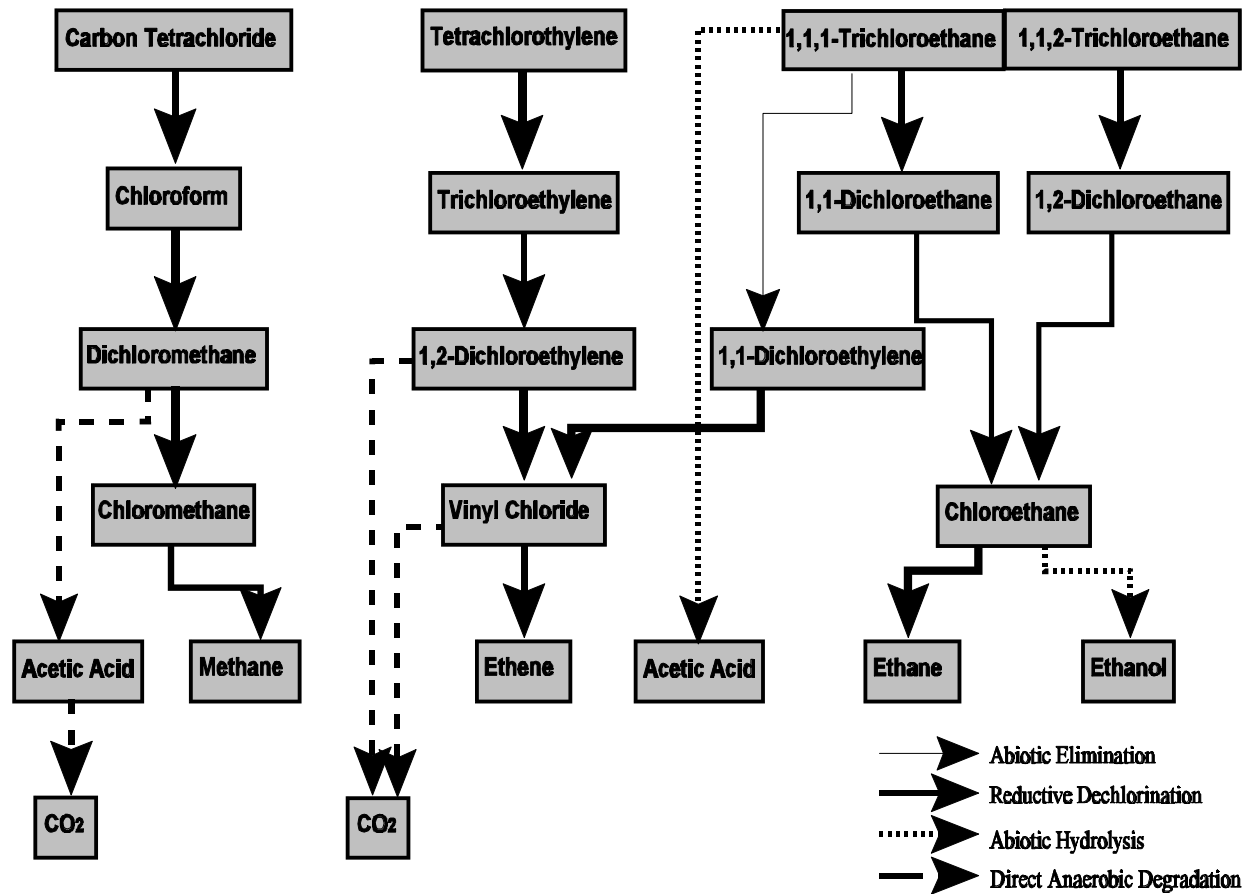 Carbon Tetrachloride
Tetrachlorothylene
1,1,1-Trichloroethane
1,1,2-Trichloroethane
Chloroform
Trichloroethylene
1,1-Dichloroethane
1,2-Dichloroethane
Dichloromethane
1,2-Dichloroethylene
1,1-Dichloroethylene
Chloromethane
Vinyl Chloride
Chloroethane
Acetic Acid
Methane
Ethene
Acetic Acid
Ethane
Ethanol
CO2
CO2
Abiotic Elimination
Reductive Dechlorination
Abiotic Hydrolysis
Direct Anaerobic Degradation